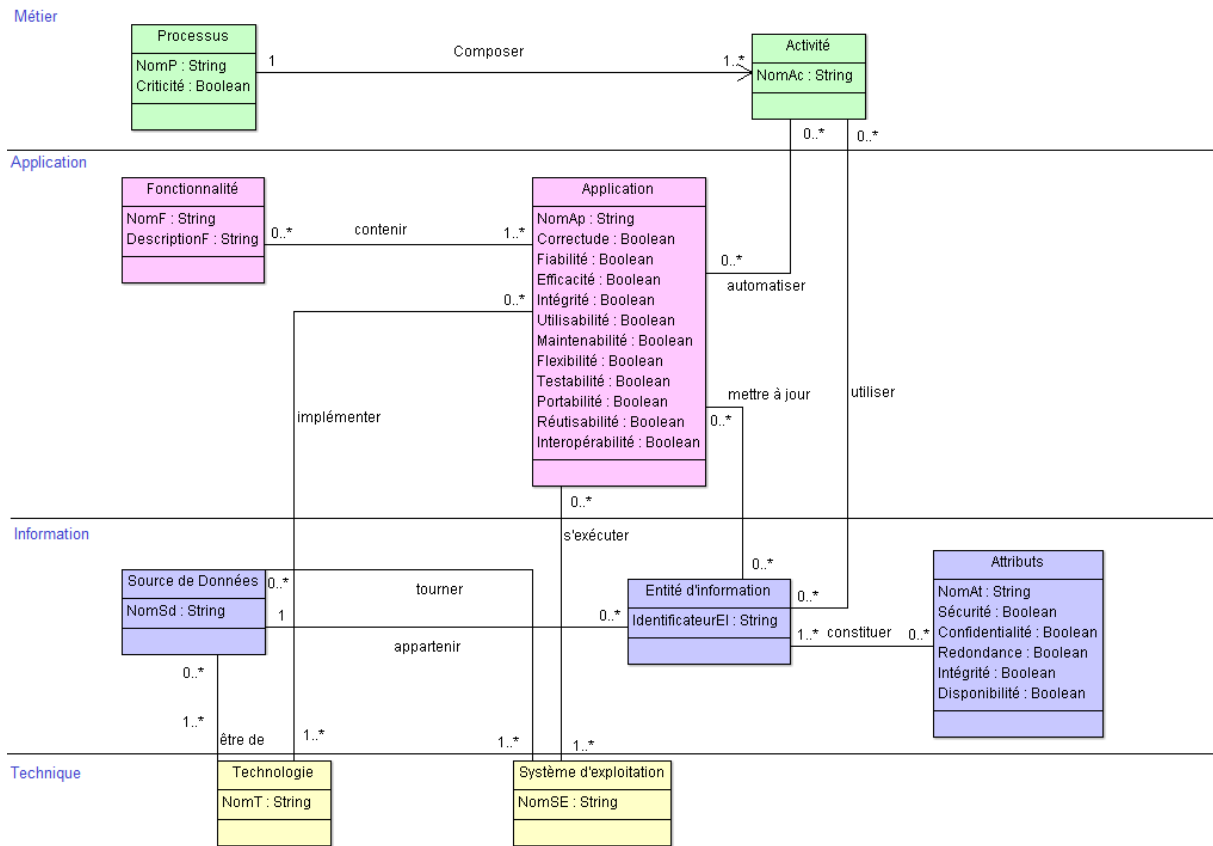 Métier
Processus
NomP : String
Criticité : Boolean
1
Composer
1..*
Activité
NomAc : String
0..*
0..*
Application
Fonctionnalité
NomF : String
DescriptionF : String
0..*
contenir
1..*
Application
NomAp : String
Correctude : Boolean
Fiabilité : Boolean
Efficacité : Boolean
Intégrité : Boolean
Utilisabilité : Boolean
Maintenabilité : Boolean
Flexibilité : Boolean
Testabilité : Boolean
Portabilité : Boolean
Réutisabilité : Boolean
Interopérabilité : Boolean
0..*
automatiser
0..*
implémenter
mettre à jour
0..*
utiliser
0..*
Information
s'exécuter
Source de Données
NomSd : String
0..*
tourner
1
appartenir
0..*
0..*
Entité d'information
IdentificateurEI : String
0..*
1..*
constituer
0..*
Attributs
NomAt : String
Sécurité : Boolean
Confidentialité : Boolean
Redondance : Boolean
Intégrité : Boolean
Disponibilité : Boolean
0..*
1..*
être de
1..*
1..*
1..*
Technique
Technologie
NomT : String
Système d'exploitation
NomSE : String